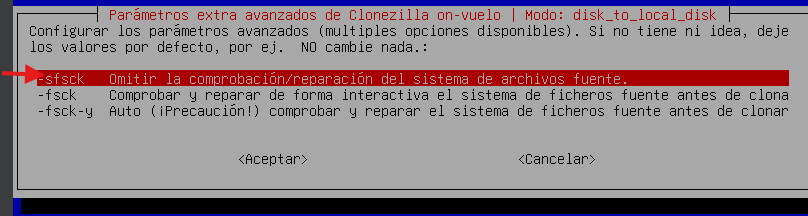 Parámetros extra avanzados de Clonezilla on-vuelo | Modo: disk_to_local_disk
Configurar los parámetros avanzados (multiples opciones disponibles). Si no tiene ni idea, deje
los valores por defecto, por ej.  NO cambie nada.:
-sfsck  Omitir la comprobación/reparación del sistema de archivos fuente.
-fsck   Comprobar y reparar de forma interactiva el sistema de ficheros fuente antes de clona
-fsck-y  Auto (¡Precaución!) comprobar y reparar el sistema de ficheros fuente antes de clonar
<Aceptar>  <Cancelar>